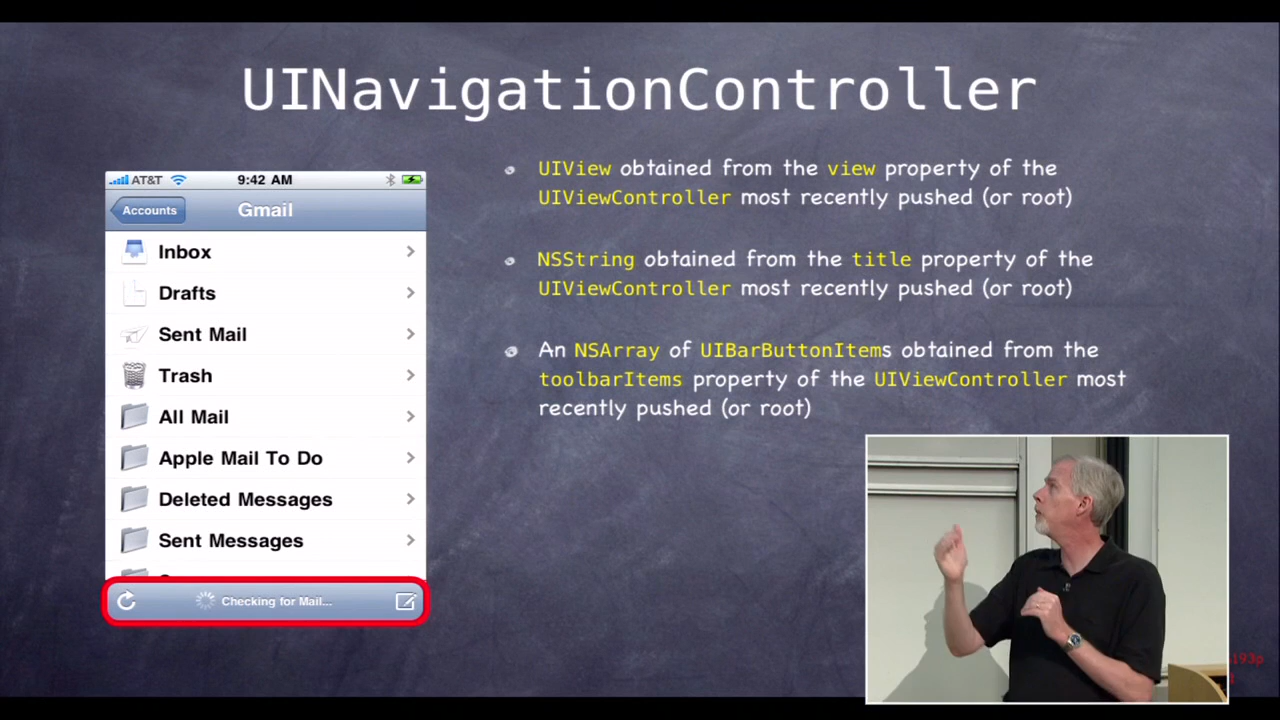 UINavigationController
AT&T
9:42 AM
Accounts
Gmail
Inbox
Drafts
Sent Mail
Trash
All Mail
Apple Mail To Do
Deleted Messages
Sent Messages
Checking for Mail...
UIView obtained from the view property of the
UIViewController most recently pushed (or root)
NSString obtained from the title property of the
UIViewController most recently pushed (or root)
An NSArray of UIBarButtonItems obtained from the
toolbarItems property of the UIViewController most
recently pushed (or root)
193p